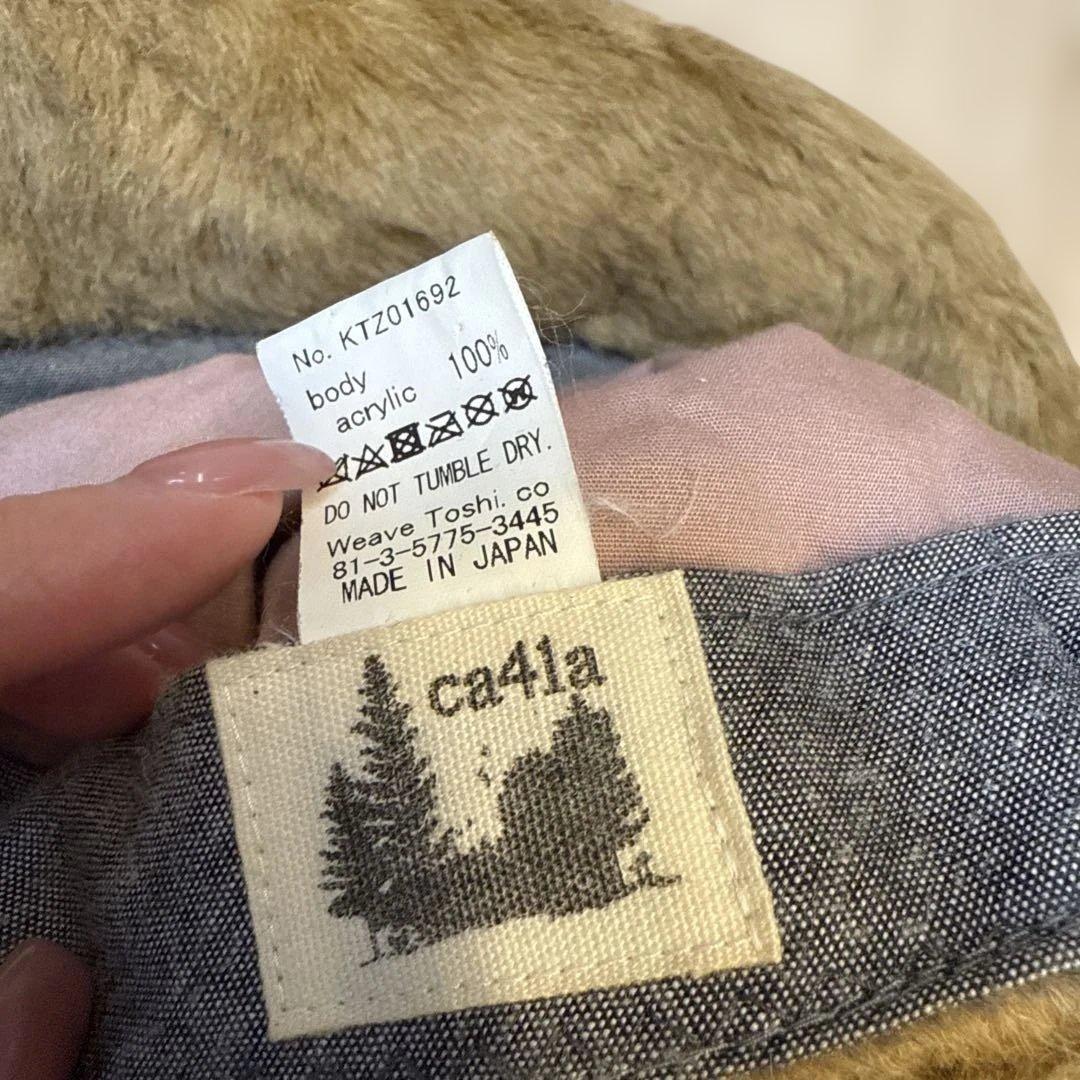 No. KTZ01692
body
acrylic 100%
DO NOT TUMBLE DRY.
Weave Toshi. co
81-3-5775-3445
MADE IN JAPAN
ca4la